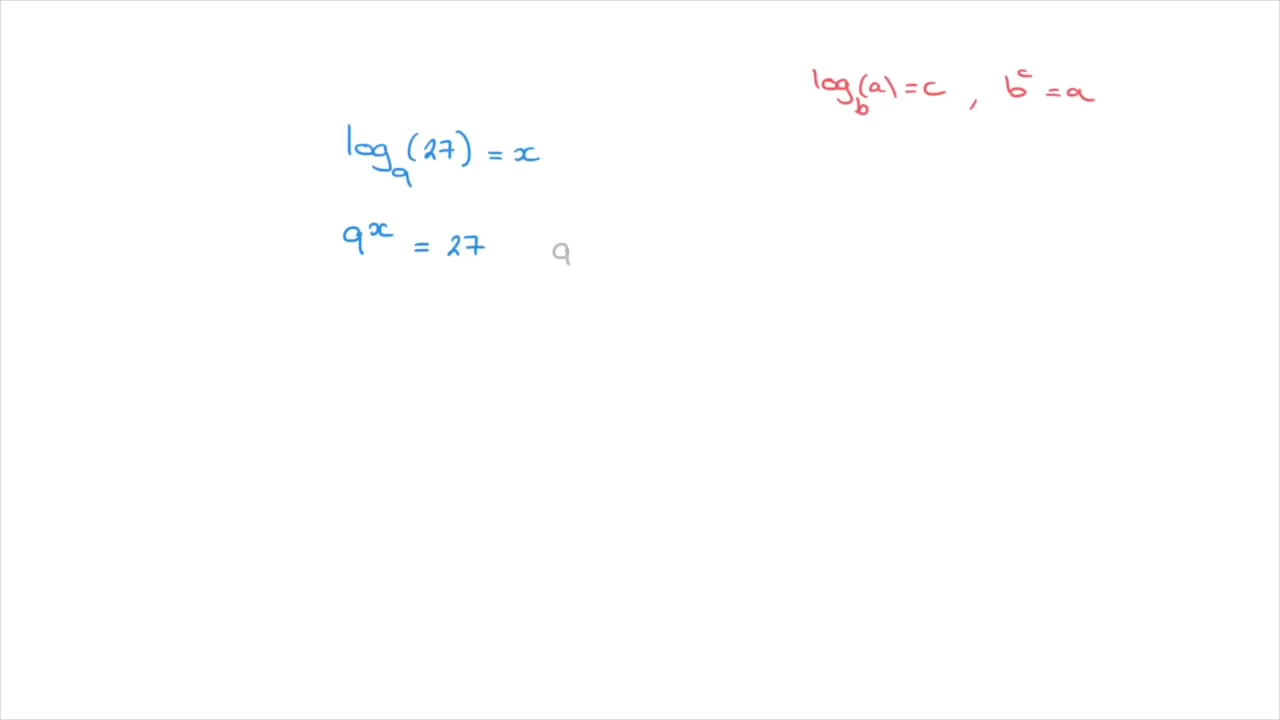 log_b(a) = c , b^c = a
log_9(27) = x
9^x = 27 9